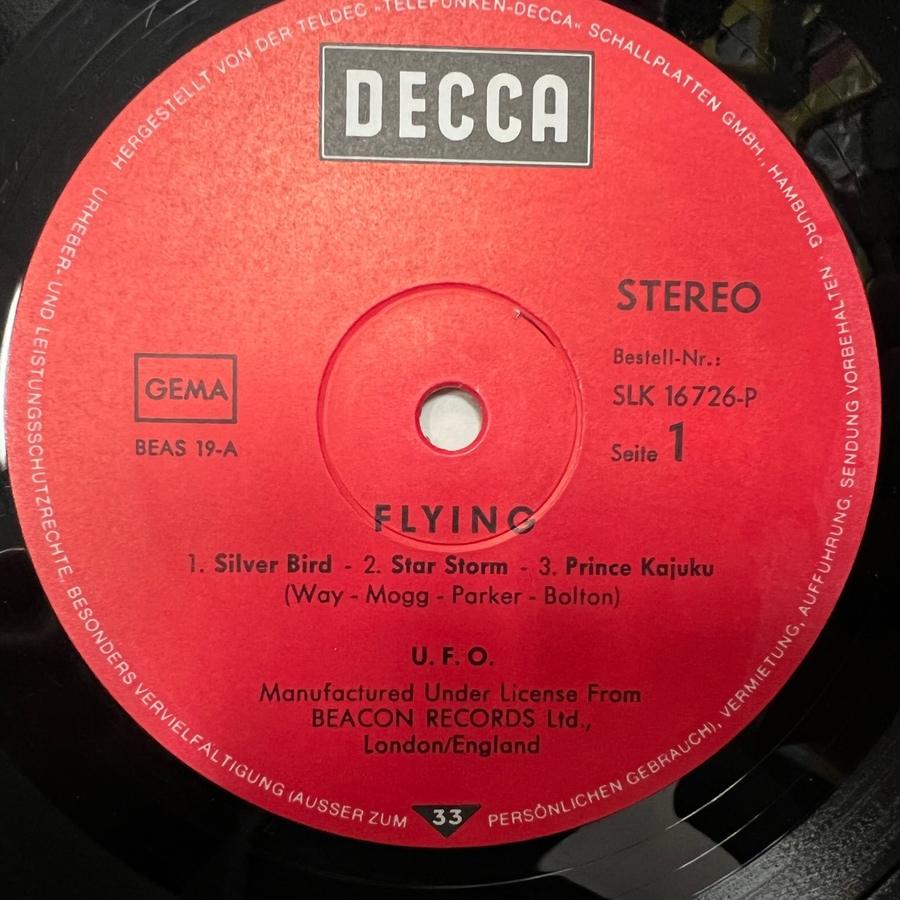 HERGESTELLT VON DER TELDEC »TELEFUNKEN-DECCA« SCHALLPLATTEN GMBH., HAMBURG ·
URHEBER- UND LEISTUNGSSCHUTZRECHTE, BESONDERS VERVIELFÄLTIGUNG (AUSSER ZUM PERSÖNLICHEN GEBRAUCH), VERMIETUNG, AUFFÜHRUNG, SENDUNG VORBEHALTEN ·
DECCA
STEREO
Bestell-Nr.:
SLK 16726-P
Seite 1
GEMA
BEAS 19-A
FLYING
1. Silver Bird - 2. Star Storm - 3. Prince Kajuku
(Way - Mogg - Parker - Bolton)
U. F. O.
Manufactured Under License From
BEACON RECORDS Ltd.,
London/England
33